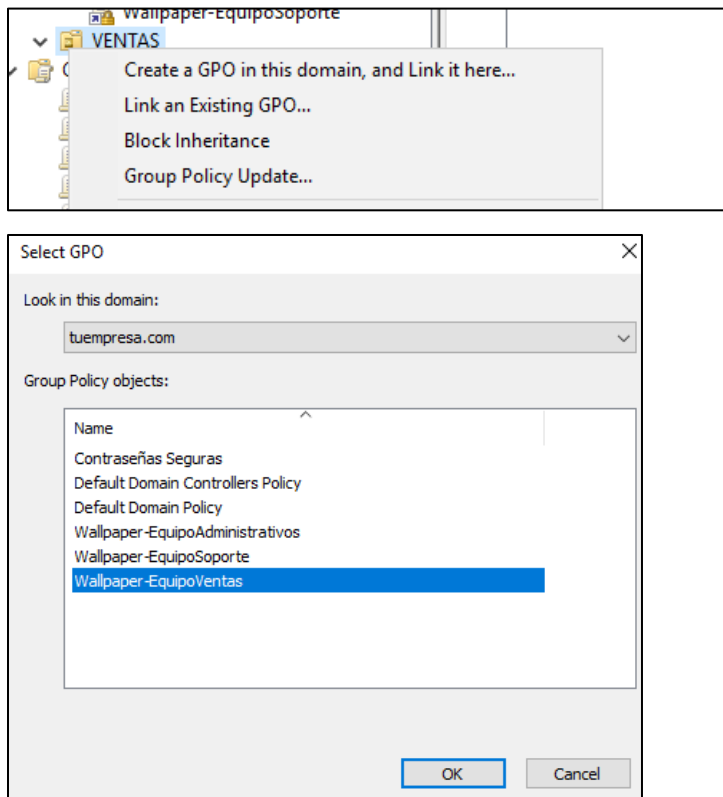 Wallpaper-EquipoSoporte
VENTAS
Create a GPO in this domain, and Link it here...
Link an Existing GPO...
Block Inheritance
Group Policy Update...
Select GPO
Look in this domain:
tuempresa.com
Group Policy objects:
Name
Contraseñas Seguras
Default Domain Controllers Policy
Default Domain Policy
Wallpaper-EquipoAdministrativos
Wallpaper-EquipoSoporte
Wallpaper-EquipoVentas
OK Cancel